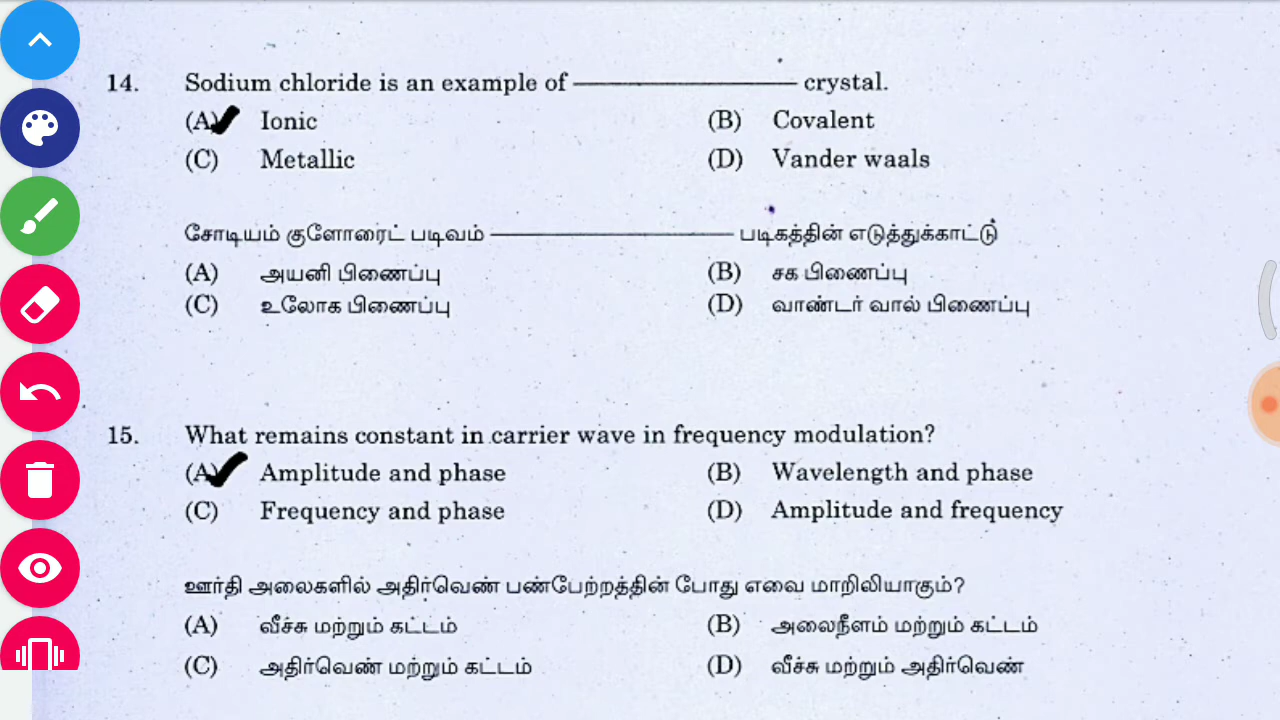 14. Sodium chloride is an example of ———————— crystal.
(A) Ionic (B) Covalent
(C) Metallic (D) Vander waals
சோடியம் குளோரைட் படிவம் ———————— படிகத்தின் எடுத்துக்காட்டு
(A) அயனி பிணைப்பு (B) சக பிணைப்பு
(C) உலோக பிணைப்பு (D) வாண்டர் வால் பிணைப்பு
15. What remains constant in carrier wave in frequency modulation?
(A) Amplitude and phase (B) Wavelength and phase
(C) Frequency and phase (D) Amplitude and frequency
ஊர்தி அலைகளில் அதிர்வெண் பண்பேற்றத்தின் போது எவை மாறிலியாகும்?
(A) வீச்சு மற்றும் கட்டம் (B) அலைநீளம் மற்றும் கட்டம்
(C) அதிர்வெண் மற்றும் கட்டம் (D) வீச்சு மற்றும் அதிர்வெண்